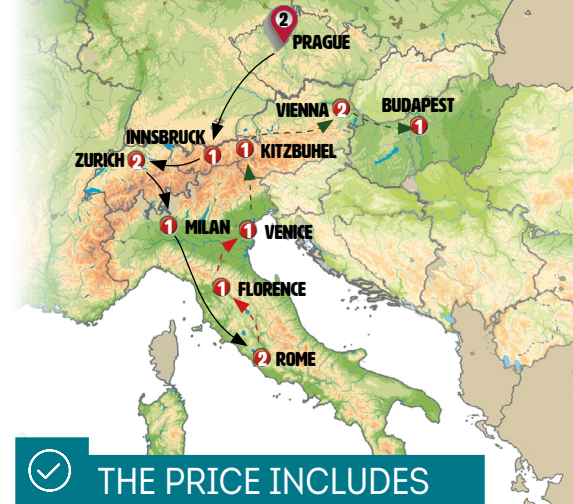 2
PRAGUE
VIENNA 2
BUDAPEST
1
INNSBRUCK 1
1 KITZBUHEL
ZURICH 2
1 MILAN
1 VENICE
1 FLORENCE
2 ROME
THE PRICE INCLUDES